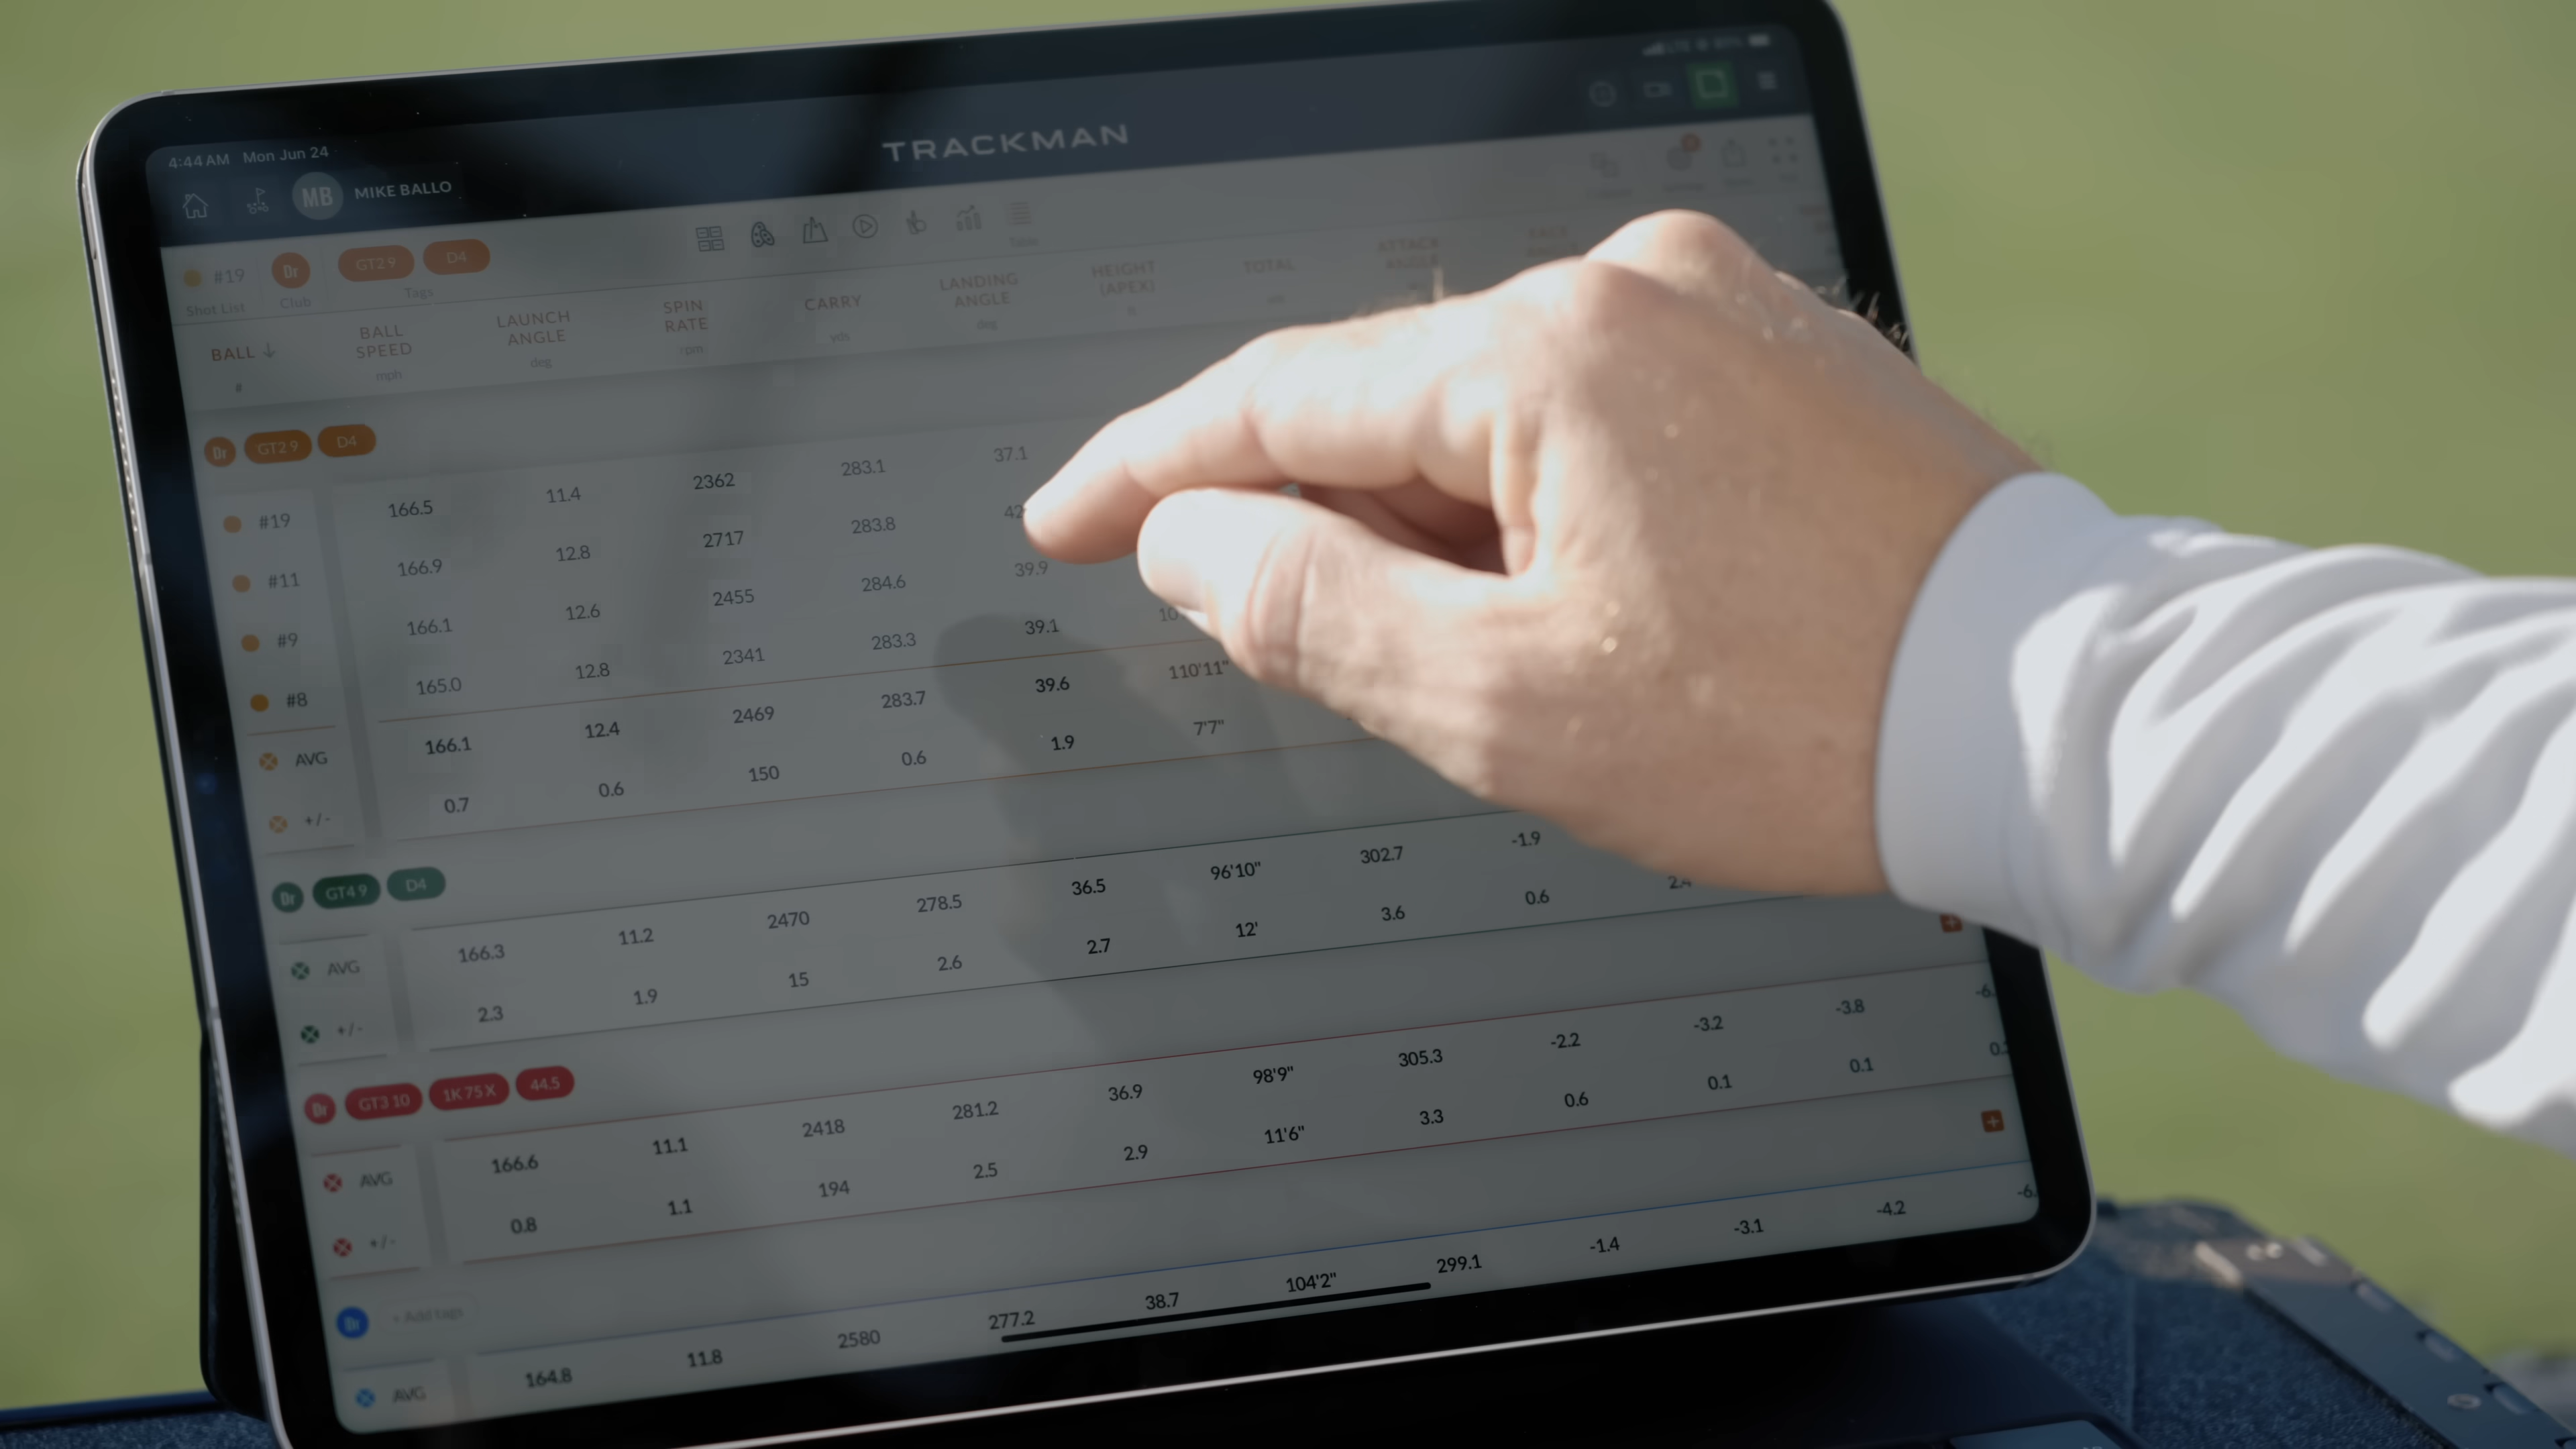 4:44 AM Mon Jun 24
TRACKMAN
MB MIKE BALLO
#19 Dr GT2 9 D4
Shot List Club Tags Table
BALL ↓ BALL SPEED LAUNCH ANGLE SPIN RATE CARRY LANDING ANGLE HEIGHT (APEX) TOTAL ATTACK ANGLE
# mph deg rpm yds deg
Dr GT2 9 D4
#19 166.5 11.4 2362 283.1 37.1
#11 166.9 12.8 2717 283.8
#9 166.1 12.6 2455 284.6 39.9
#8 165.0 12.8 2341 283.3 39.1
AVG 166.1 12.4 2469 283.7 39.6 110'11"
+/- 0.7 0.6 150 0.6 1.9 7'7"
Dr GT4 9 D4
AVG 166.3 11.2 2470 278.5 36.5 96'10" 302.7 -1.9
+/- 2.3 1.9 15 2.6 2.7 12' 3.6 0.6
Dr GT3 10 1K 75 X 44.5
AVG 166.6 11.1 2418 281.2 36.9 98'9" 305.3 -2.2 -3.2 -3.8
+/- 0.8 1.1 194 2.5 2.9 11'6" 3.3 0.6 0.1 0.1
Dr + Add tags
AVG 164.8 11.8 2580 277.2 38.7 104'2" 299.1 -1.4 -3.1 -4.2